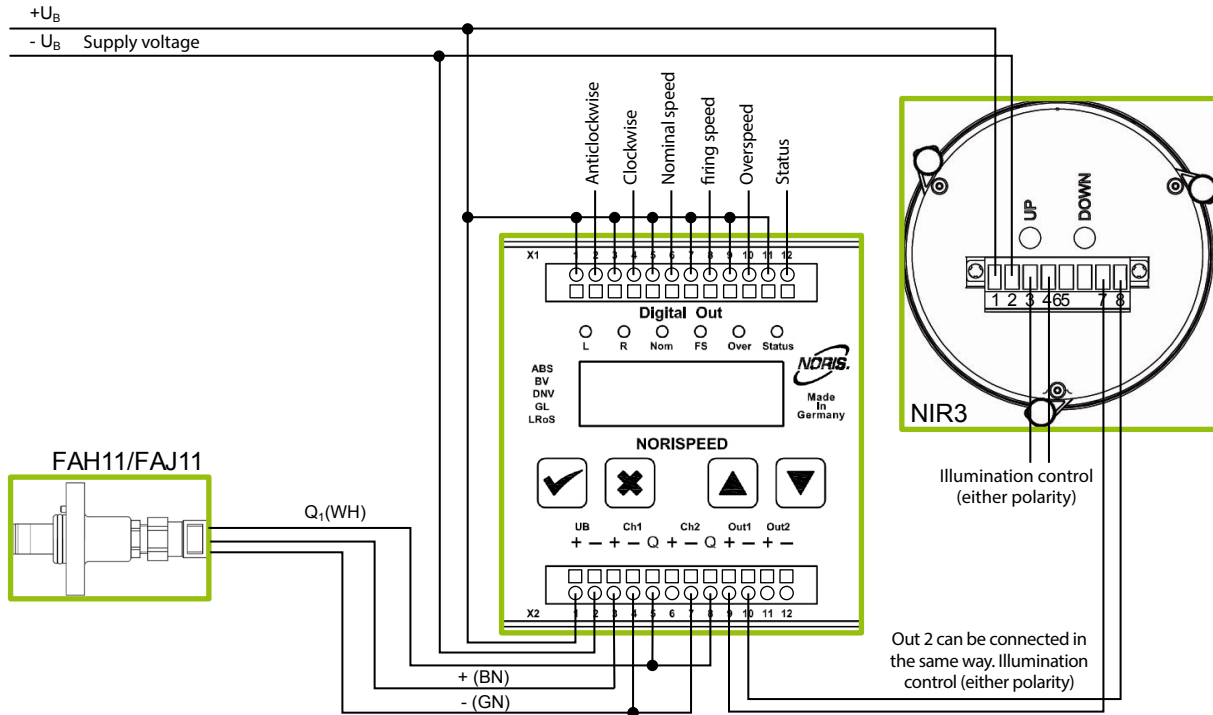 +U_B
- U_B Supply voltage
Anticlockwise
Clockwise
Nominal speed
firing speed
Overspeed
Status
X1 1 2 3 4 5 6 7 8 9 10 11 12
Digital Out
L R Nom FS Over Status
ABS
BV
DNV
GL
LRoS
NORIS.
Made
In
Germany
NORISPEED
UB Ch1 Ch2 Out1 Out2
+ − + − Q + − Q + − + −
X2 1 2 3 4 5 6 7 8 9 10 11 12
UP
DOWN
1 2 3 4 6 5 7 8
NIR3
Illumination control
(either polarity)
FAH11/FAJ11
Q₁(WH)
+ (BN)
- (GN)
Out 2 can be connected in
the same way. Illumination
control (either polarity)